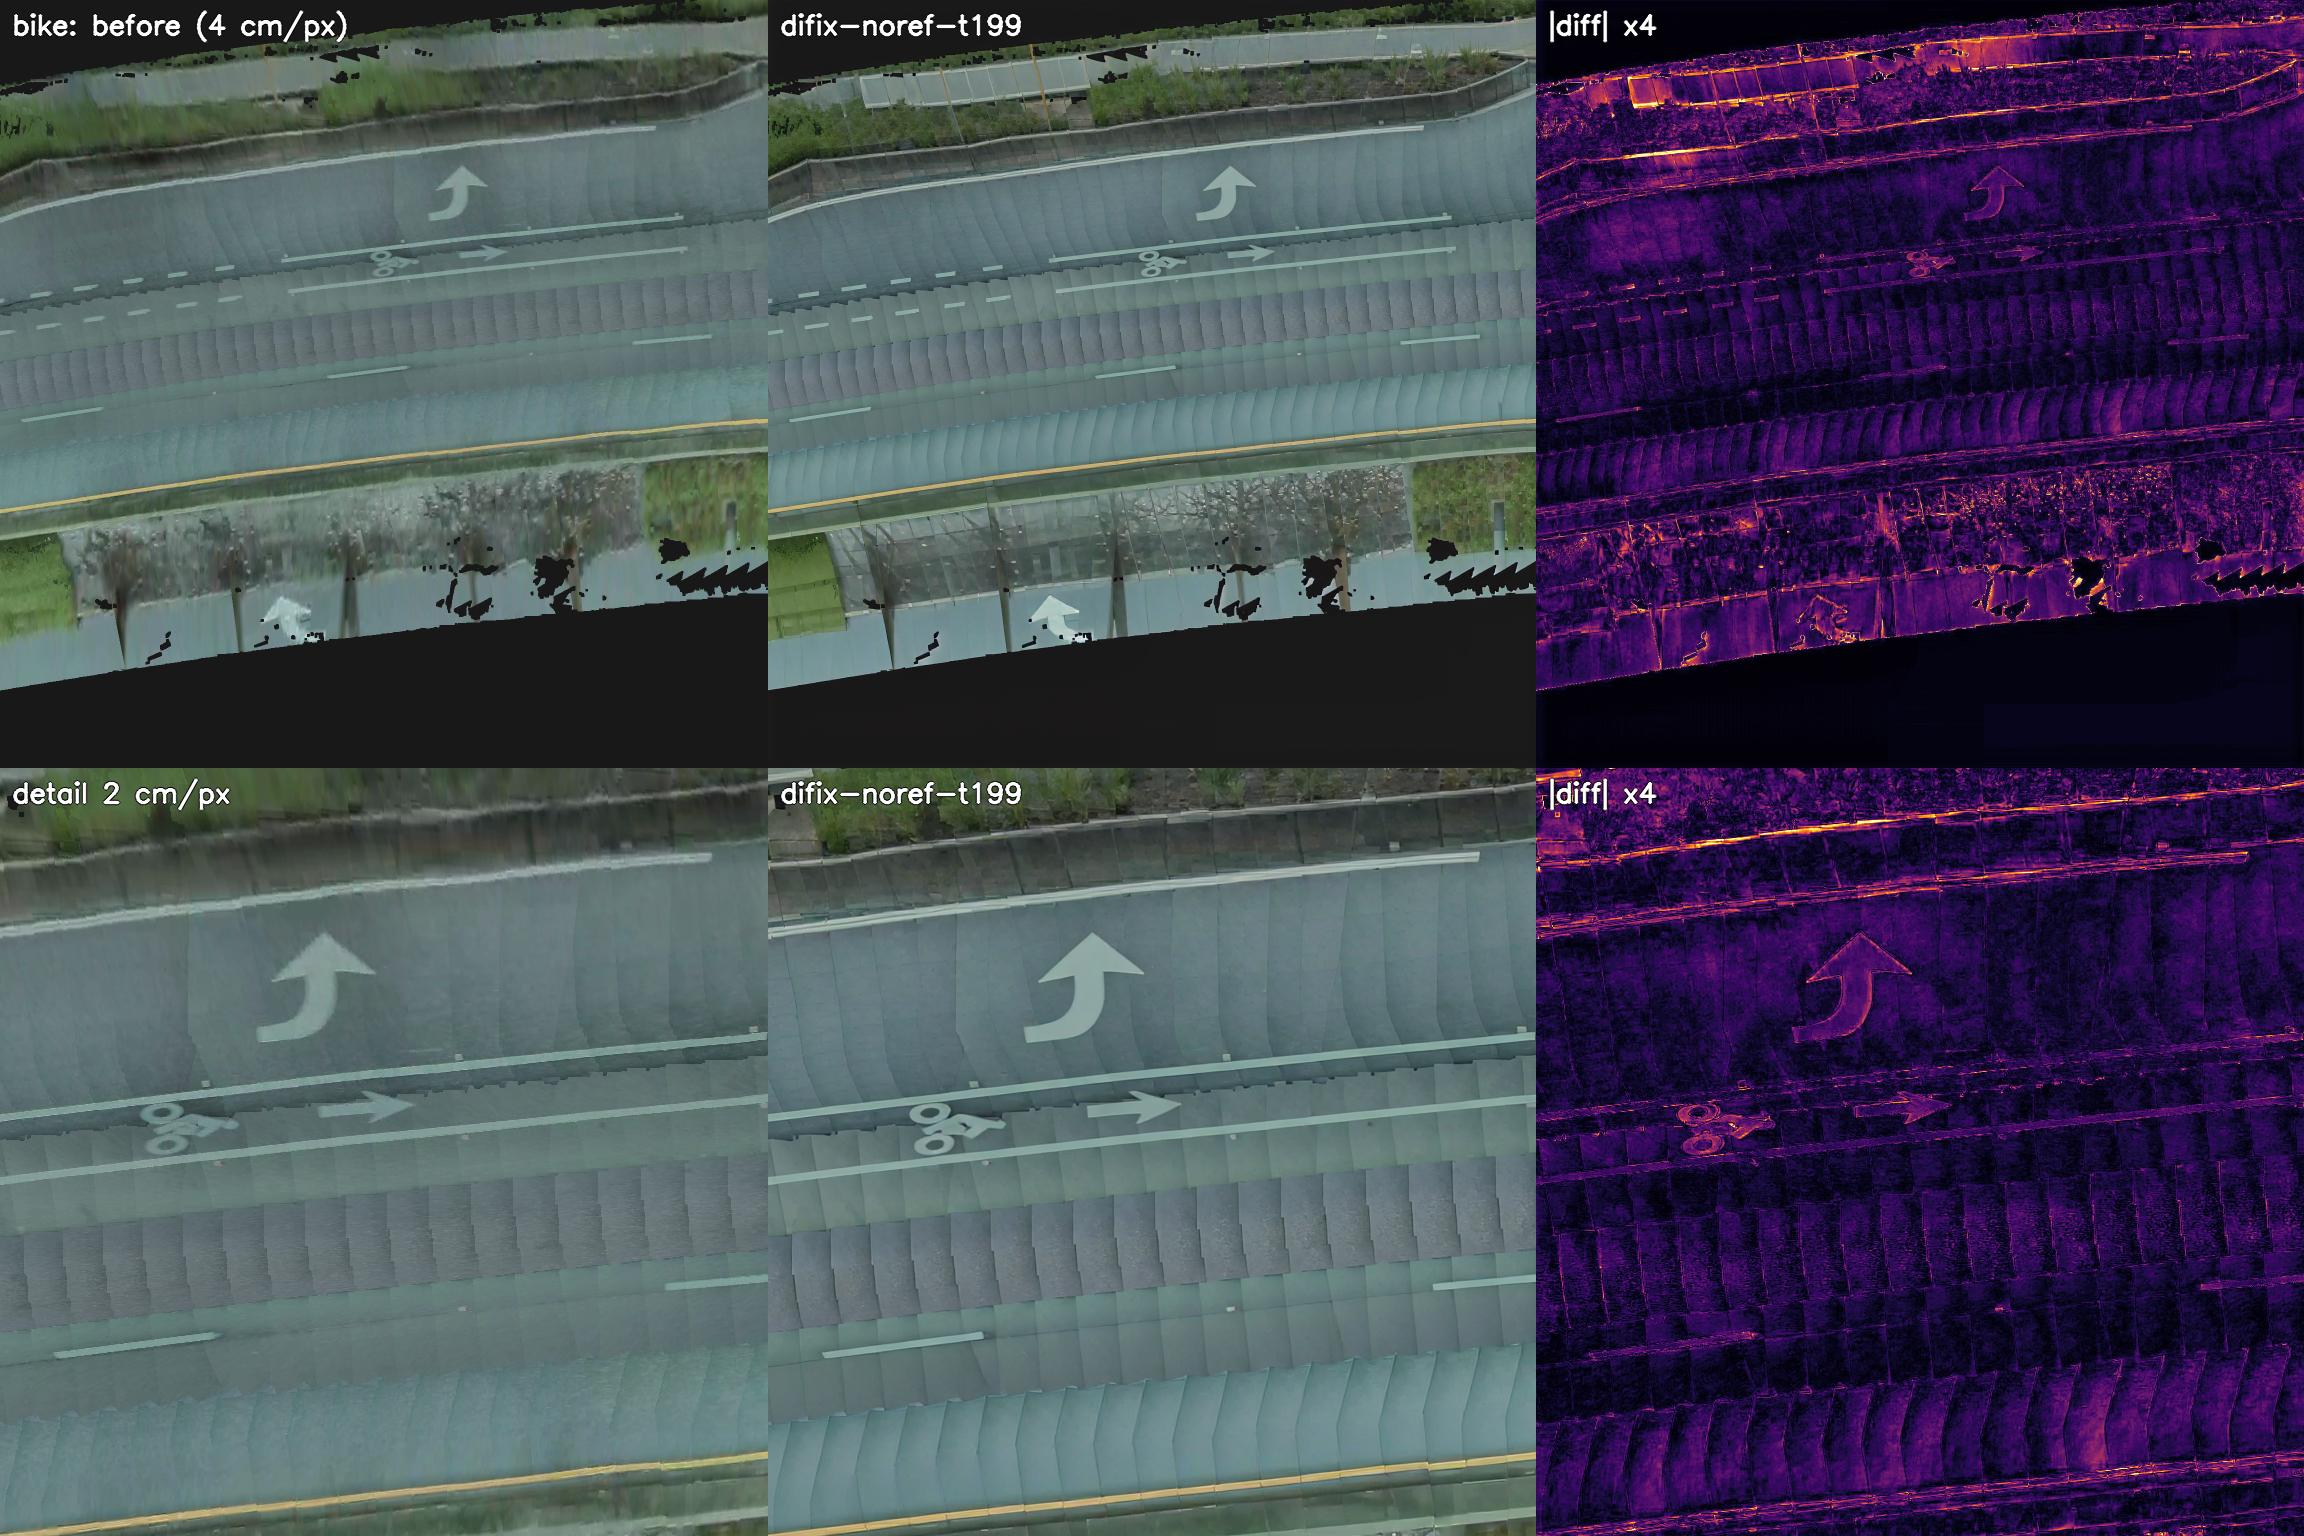 bike: before (4 cm/px)
difix-noref-t199
|diff| x4
detail 2 cm/px
difix-noref-t199
|diff| x4